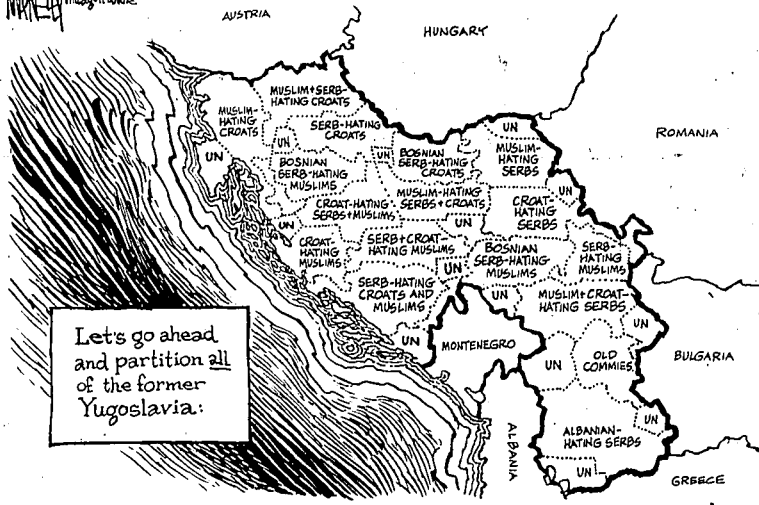 AUSTRIA
HUNGARY
ROMANIA
MUSLIM+SERB-
HATING CROATS
MUSLIM-
HATING
CROATS
SERB-HATING
CROATS
UN
MUSLIM-
HATING
SERBS
UN
UN
UN
BOSNIAN
SERB-HATING
CROATS
BOSNIAN
SERB-HATING
MUSLIMS
UN
MUSLIM-HATING
SERBS+CROATS
CROAT-HATING
SERBS+MUSLIMS
CROAT-
HATING
SERBS
UN
UN
CROAT-
HATING
MUSLIMS
SERB+CROAT-
HATING MUSLIMS
BOSNIAN
SERB-HATING
MUSLIMS
SERB-
HATING
MUSLIMS
UN
SERB-HATING
CROATS AND
MUSLIMS
UN
MUSLIM+CROAT-
HATING SERBS
UN
UN
MONTENEGRO
UN
OLD
COMMIES
BULGARIA
Let's go ahead
and partition all
of the former
Yugoslavia:
ALBANIA
UN
ALBANIAN-
HATING SERBS
UN
GREECE